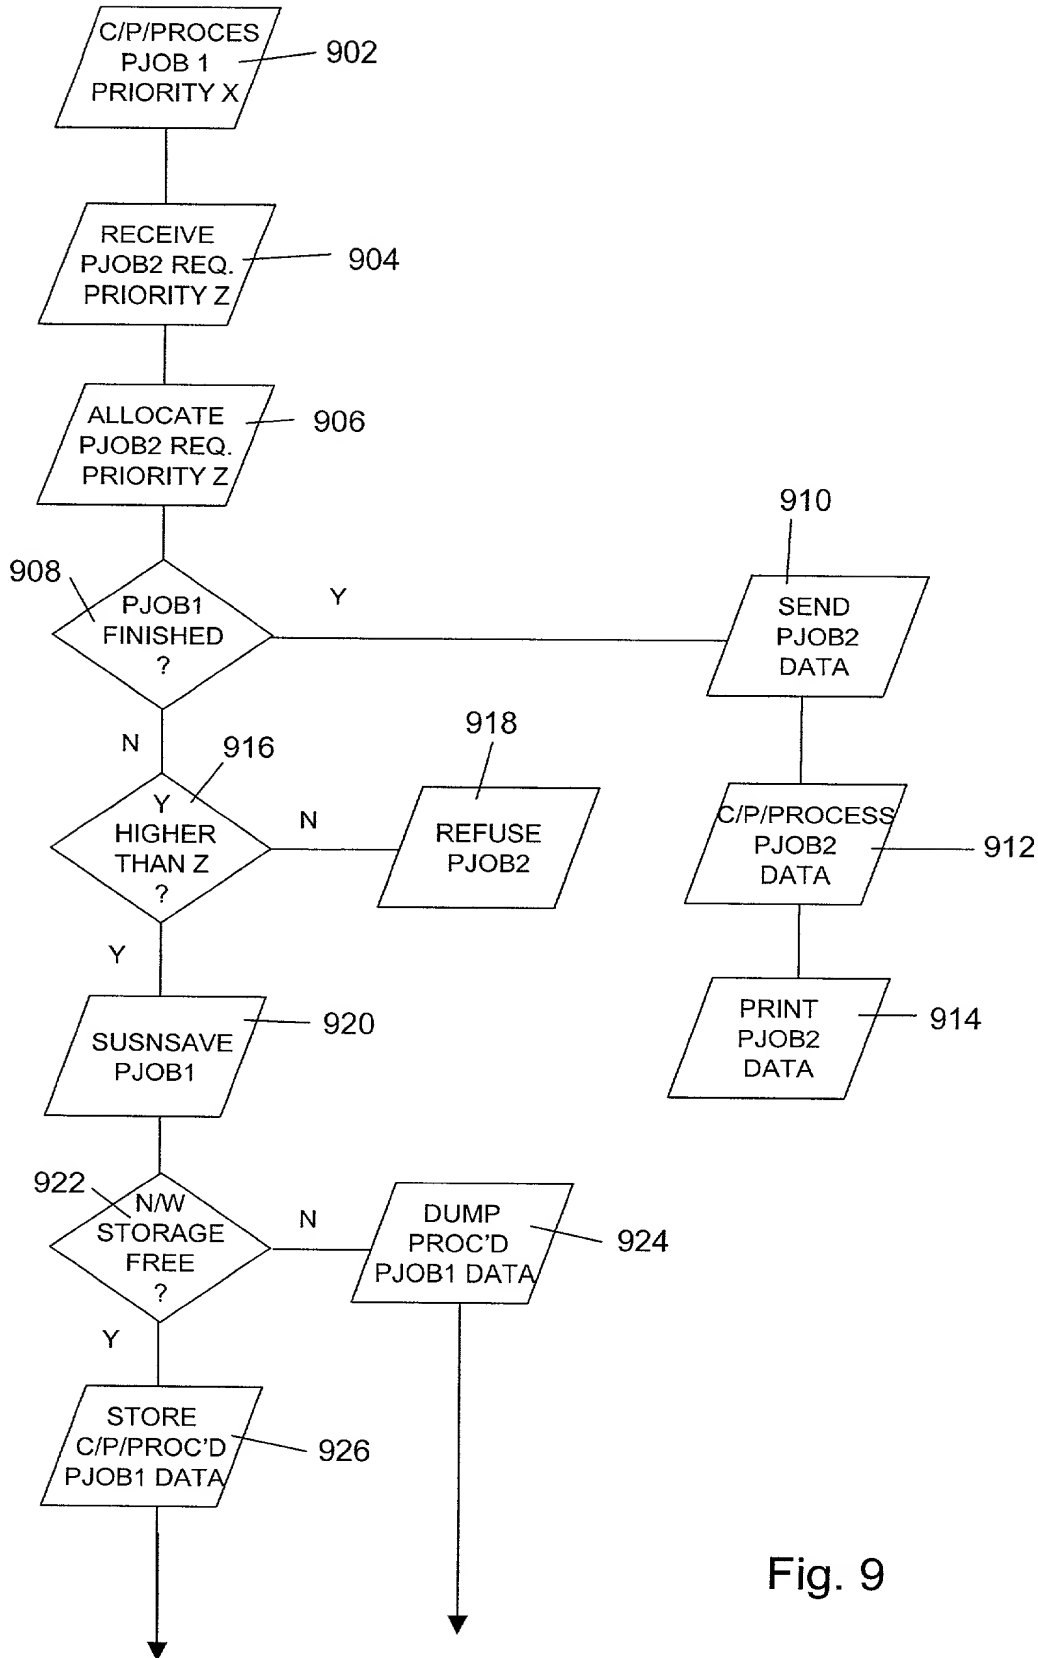 C/P/PROCES
PJOB 1
PRIORITY X
902
RECEIVE
PJOB2 REQ.
PRIORITY Z
904
ALLOCATE
PJOB2 REQ.
PRIORITY Z
906
908
PJOB1
FINISHED
?
Y
910
SEND
PJOB2
DATA
N
916
Y
HIGHER
THAN Z
?
N
918
REFUSE
PJOB2
C/P/PROCESS
PJOB2
DATA
912
Y
SUSNSAVE
PJOB1
920
PRINT
PJOB2
DATA
914
922
N/W
STORAGE
FREE
?
N
DUMP
PROC'D
PJOB1 DATA
924
Y
STORE
C/P/PROC'D
PJOB1 DATA
926
Fig. 9